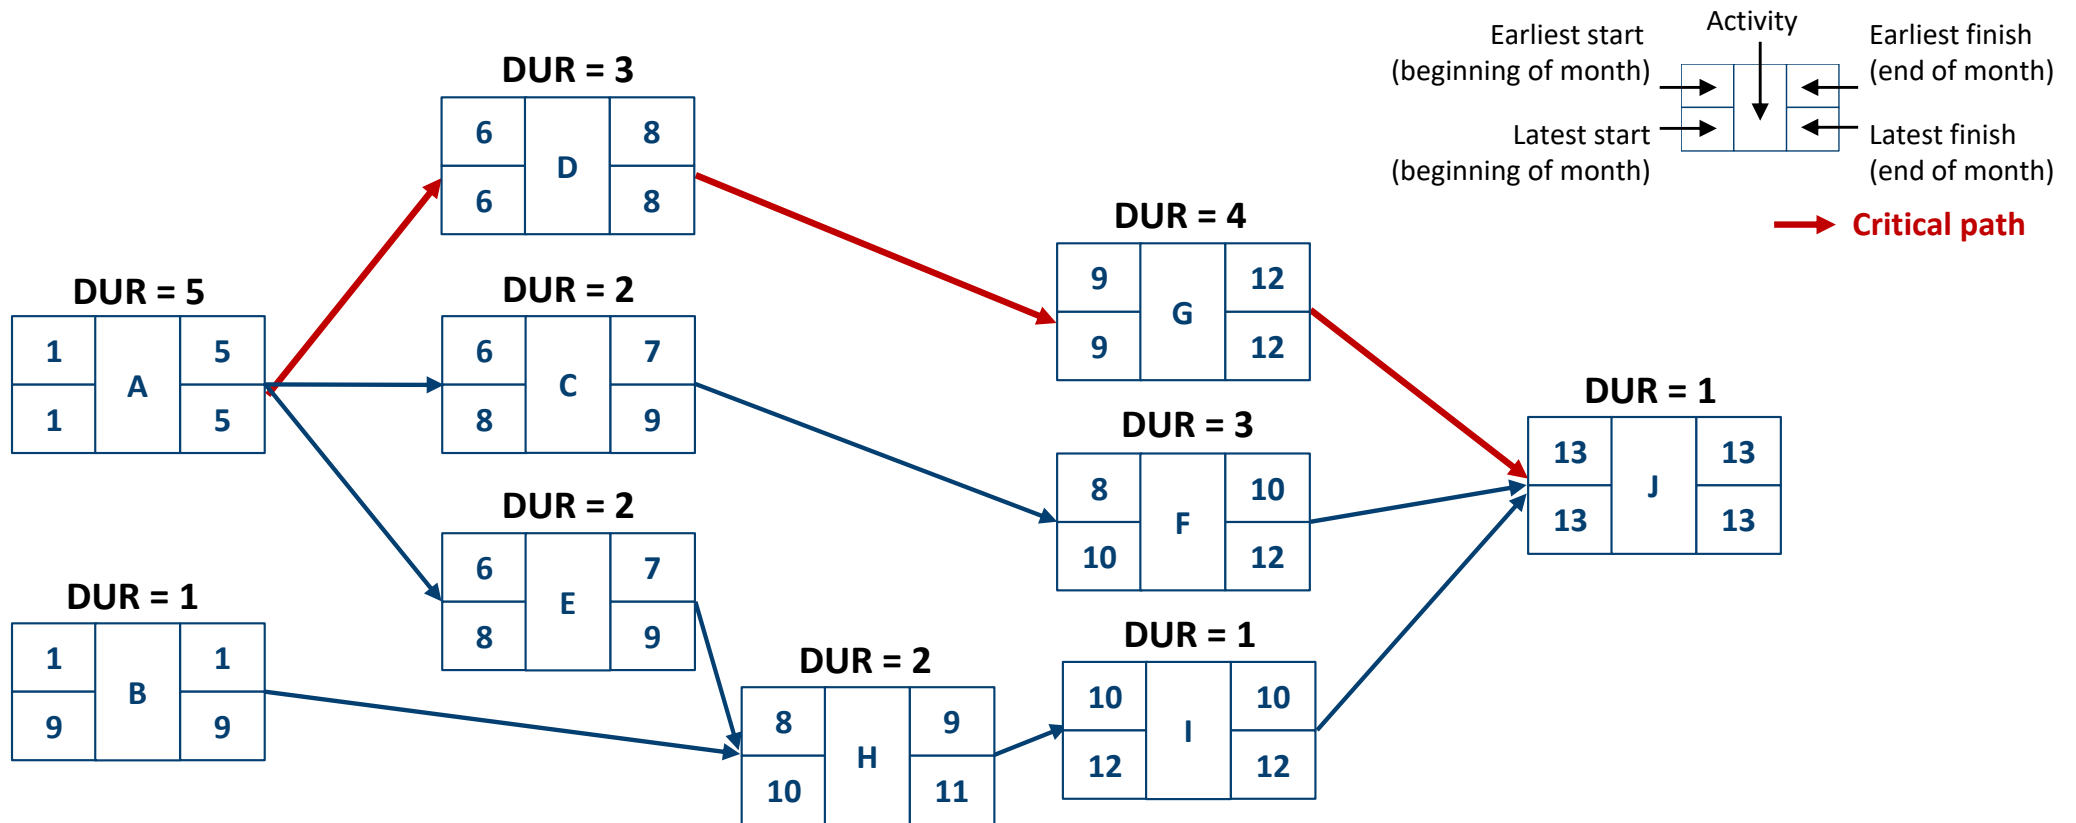 Activity
Earliest start
(beginning of month)
Earliest finish
(end of month)
Latest start
(beginning of month)
Latest finish
(end of month)
Critical path
DUR = 3
6 D 8
6 8
DUR = 5
1 A 5
1 5
DUR = 2
6 C 7
8 9
DUR = 4
9 G 12
9 12
DUR = 3
8 F 10
10 12
DUR = 1
13 J 13
13 13
DUR = 2
6 E 7
8 9
DUR = 1
1 B 1
9 9
DUR = 2
8 H 9
10 11
DUR = 1
10 I 10
12 12